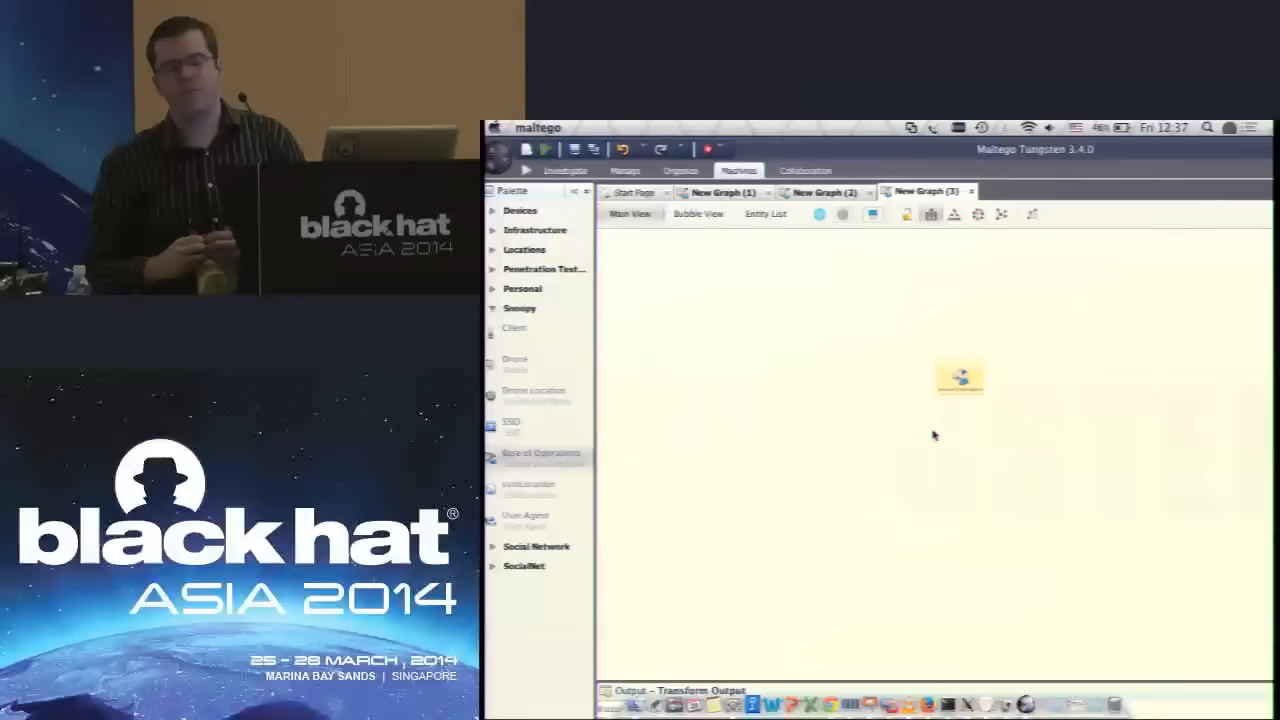 black hat
ASIA 2014
black hat®
ASIA 2014
25 - 28 MARCH, 2014
MARINA BAY SANDS | SINGAPORE
maltego
46%
Fri 12.37
Maltego Tungsten 3.4.0
Investigate
Manage
Organize
Machines
Collaboration
Palette
Start Page
New Graph (1)
New Graph (2)
New Graph (3)
Main View
Bubble View
Entity List
Devices
Infrastructure
Locations
Penetration Test...
Personal
Snoopy
Client
Drone
Drone Location
SSID
SSID
Base of Operations
User Agent
Social Network
SocialNet
Output - Transform Output